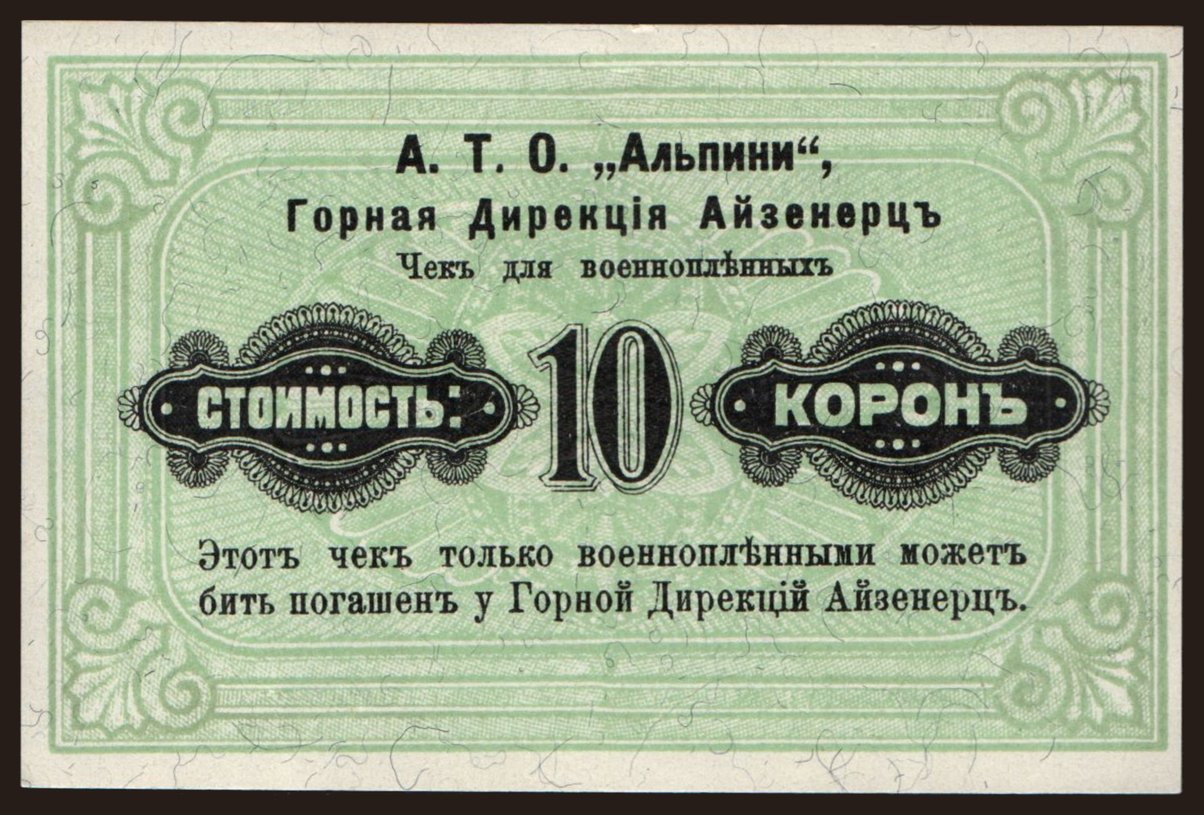 А. Т. О. „Альпини“,
Горная Дирекція Айзенерцъ
Чекъ для военноплѣнныхъ
СТОИМОСТЬ: 10 КОРОНЪ
Этотъ чекъ только военноплѣнными можетъ
бить погашенъ у Горной Дирекцій Айзенерцъ.